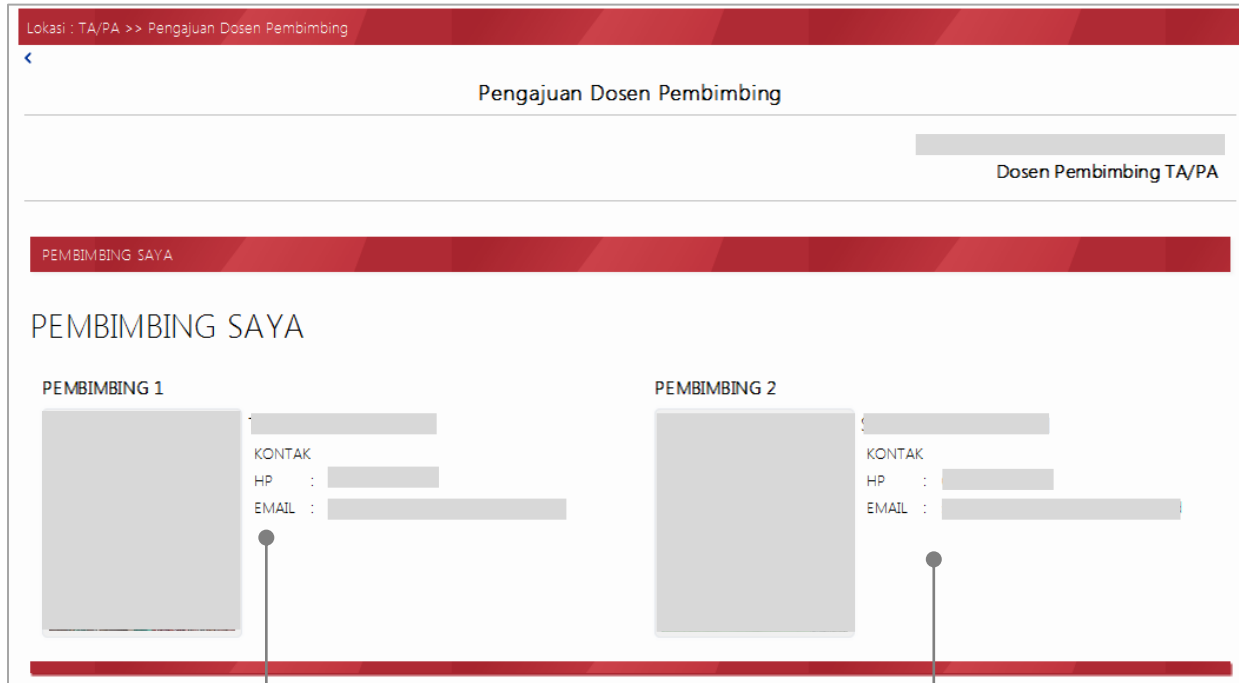 Lokasi : TA/PA >> Pengajuan Dosen Pembimbing
<
Pengajuan Dosen Pembimbing
Dosen Pembimbing TA/PA
PEMBIMBING SAYA
PEMBIMBING SAYA
PEMBIMBING 1
KONTAK
HP :
EMAIL :
PEMBIMBING 2
KONTAK
HP :
EMAIL :